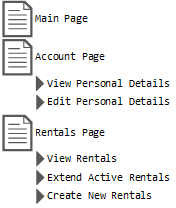 Main Page
Account Page
View Personal Details
Edit Personal Details
Rentals Page
View Rentals
Extend Active Rentals
Create New Rentals